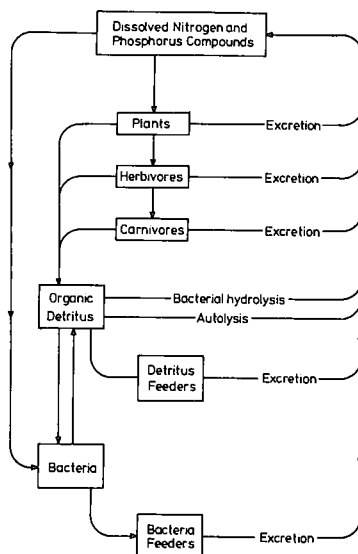 Dissolved Nitrogen and
Phosphorus Compounds
Plants
Excretion
Herbivores
Excretion
Carnivores
Excretion
Organic
Detritus
Bacterial hydrolysis
Autolysis
Detritus
Feeders
Excretion
Bacteria
Bacteria
Feeders
Excretion